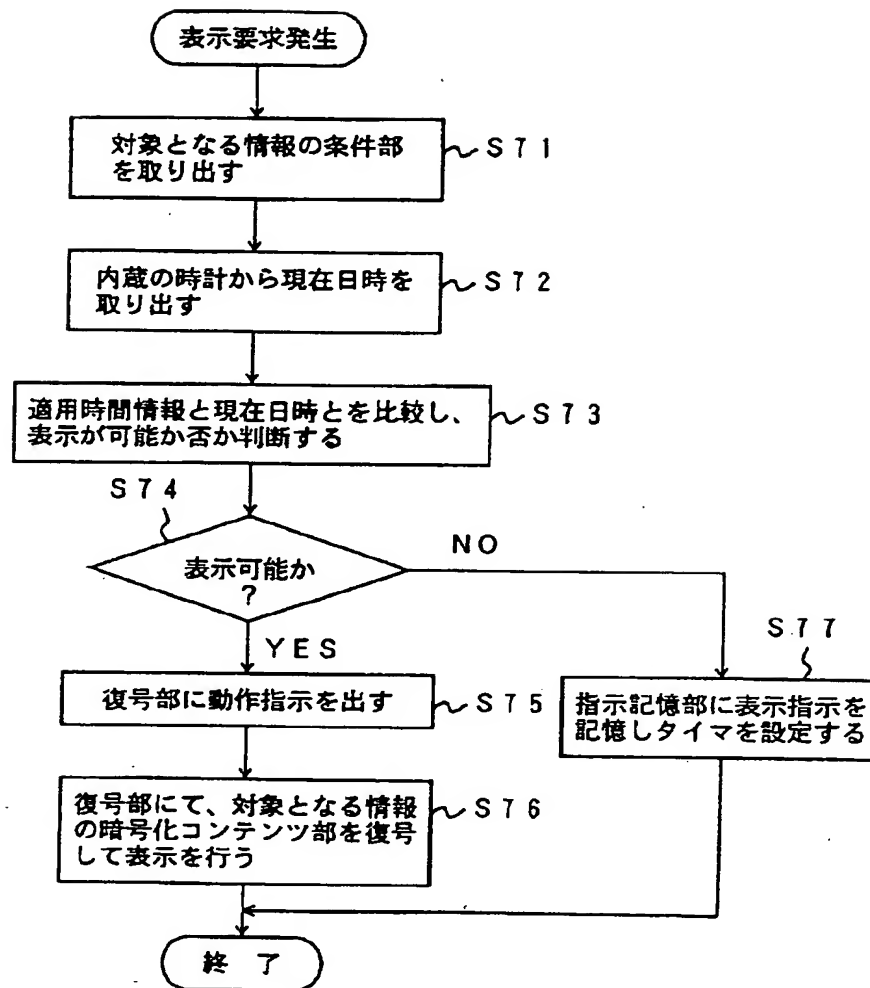 表示要求発生
対象となる情報の条件部
を取り出す
S71
内蔵の時計から現在日時を
取り出す
S72
適用時間情報と現在日時とを比較し、
表示が可能か否か判断する
S73
S74
表示可能か
?
NO
YES
S77
復号部に動作指示を出す
S75
指示記憶部に表示指示を
記憶しタイマを設定する
復号部にて、対象となる情報
の暗号化コンテンツ部を復号
して表示を行う
S76
終 了